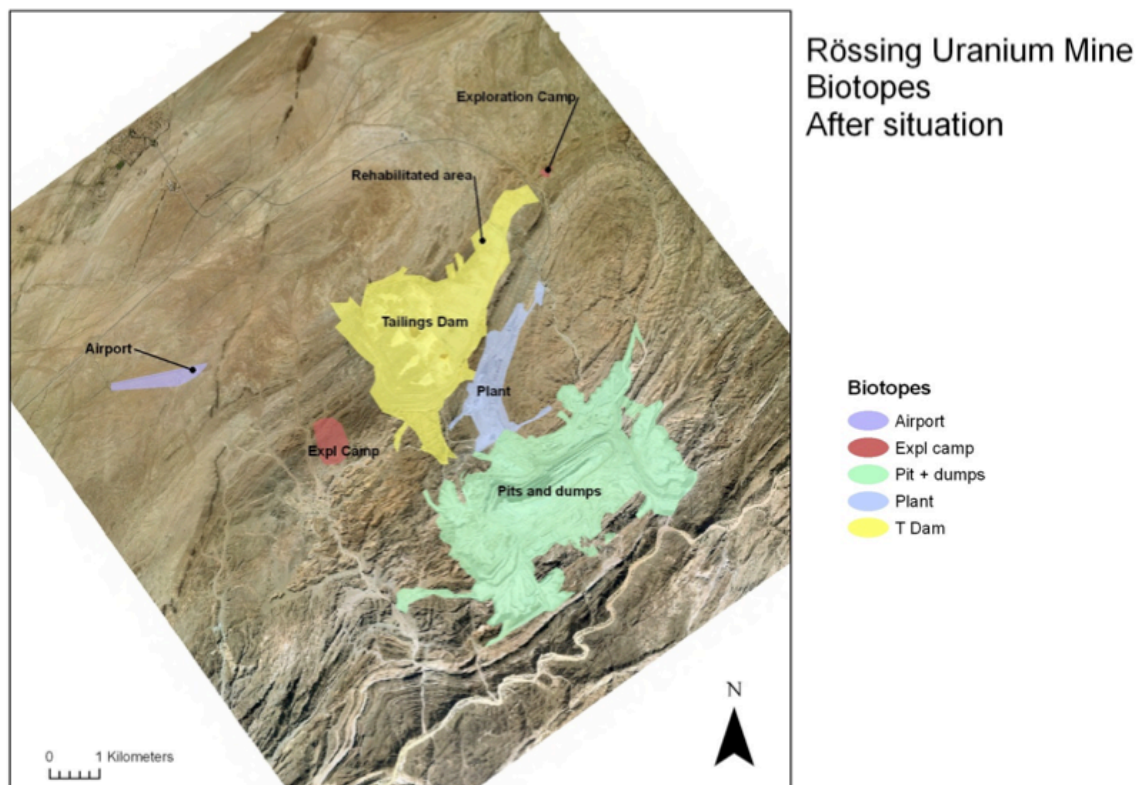 Rössing Uranium Mine
Biotopes
After situation
Exploration Camp
Rehabilitated area
Tailings Dam
Airport
Plant
Expl Camp
Pits and dumps
Biotopes
Airport
Expl camp
Pit + dumps
Plant
T Dam
N
0 1 Kilometers